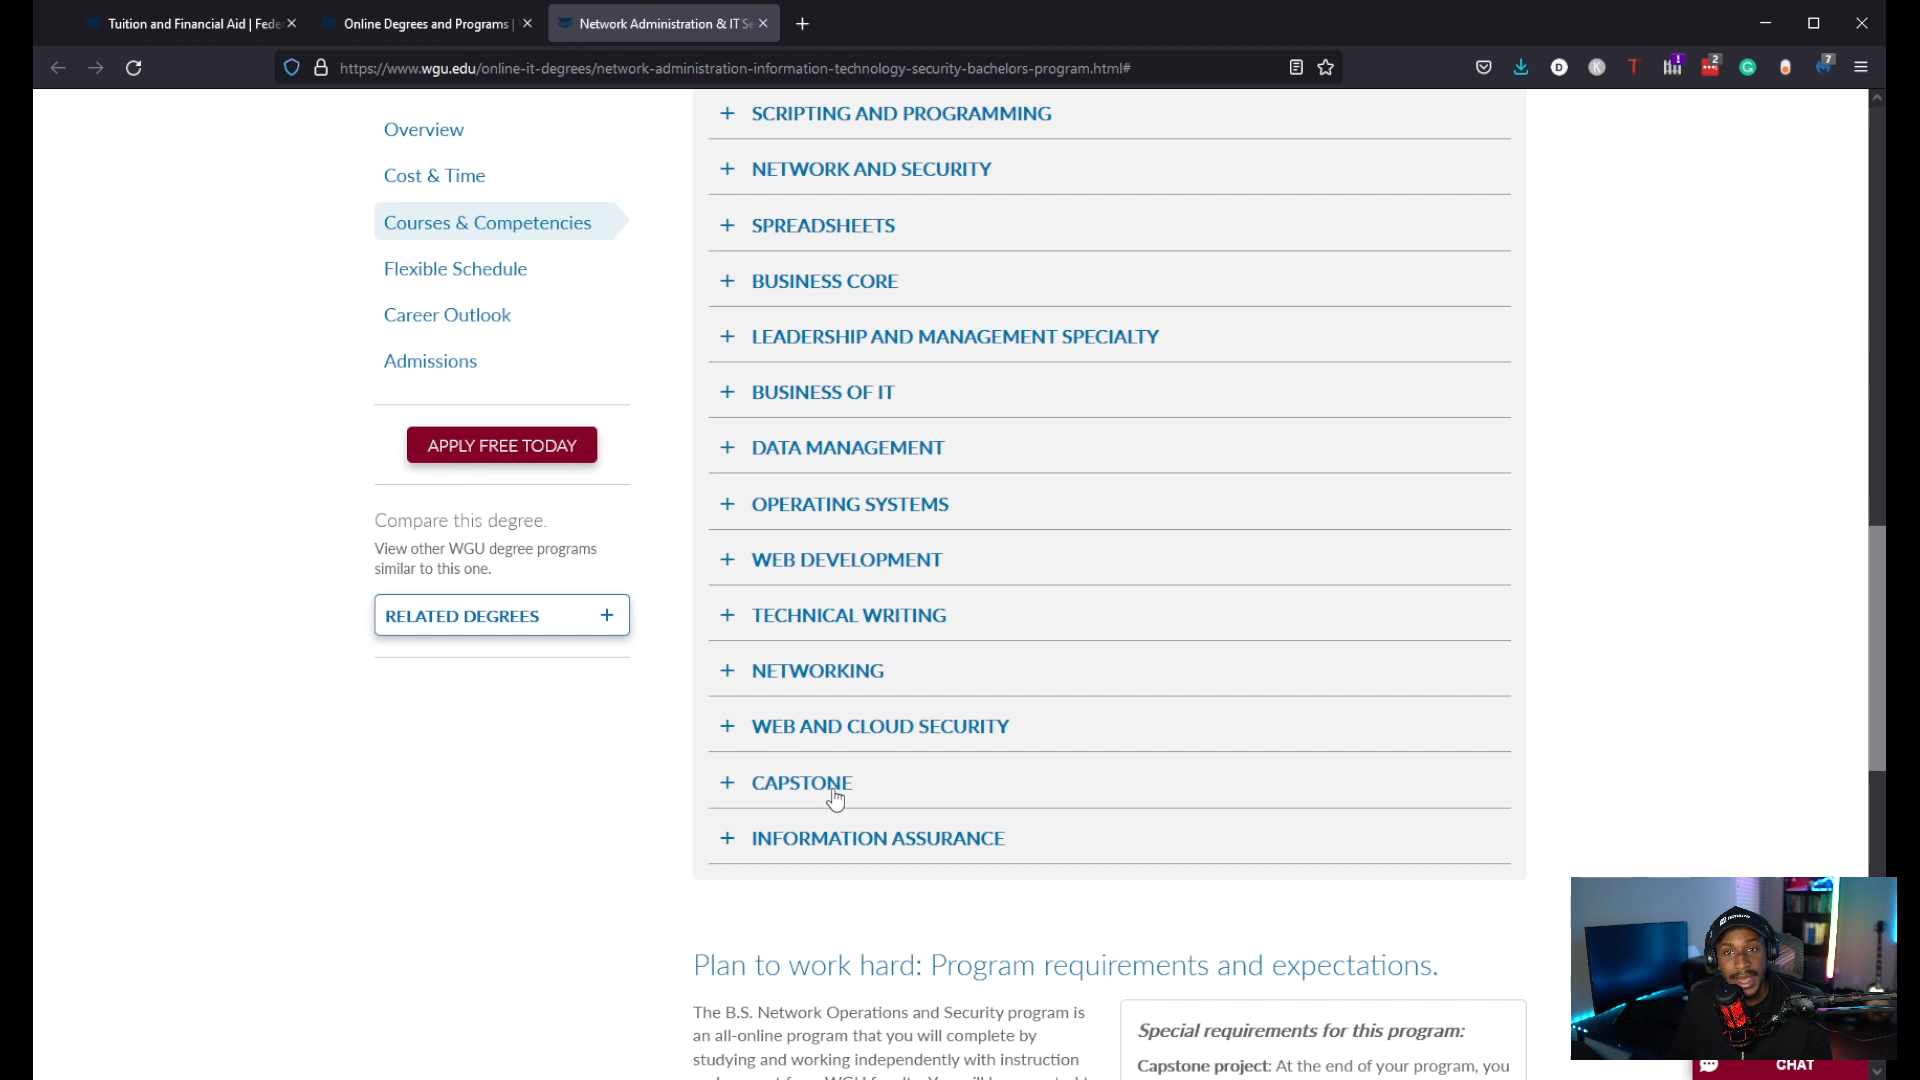 Tuition and Financial Aid | Fede
Online Degrees and Programs |
Network Administration & IT Se
https://www.wgu.edu/online-it-degrees/network-administration-information-technology-security-bachelors-program.html#
2
7
Overview
Cost & Time
Courses & Competencies
Flexible Schedule
Career Outlook
Admissions
APPLY FREE TODAY
Compare this degree.
View other WGU degree programs
similar to this one.
RELATED DEGREES +
+ SCRIPTING AND PROGRAMMING
+ NETWORK AND SECURITY
+ SPREADSHEETS
+ BUSINESS CORE
+ LEADERSHIP AND MANAGEMENT SPECIALTY
+ BUSINESS OF IT
+ DATA MANAGEMENT
+ OPERATING SYSTEMS
+ WEB DEVELOPMENT
+ TECHNICAL WRITING
+ NETWORKING
+ WEB AND CLOUD SECURITY
+ CAPSTONE
+ INFORMATION ASSURANCE
Plan to work hard: Program requirements and expectations.
The B.S. Network Operations and Security program is
an all-online program that you will complete by
studying and working independently with instruction
Special requirements for this program:
Capstone project: At the end of your program, you
CHAT